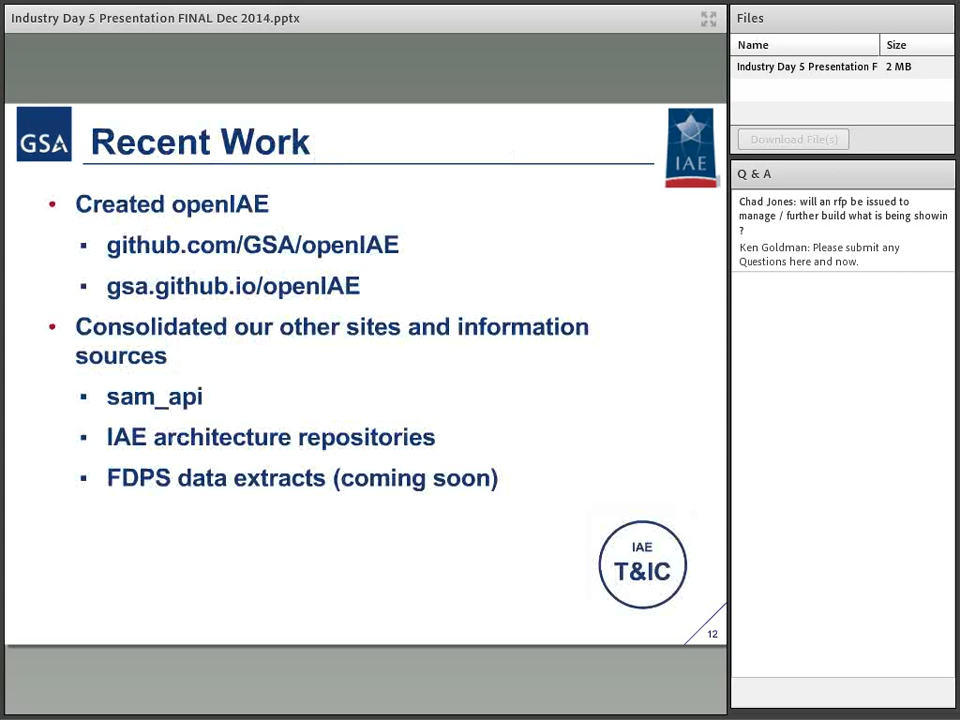 Industry Day 5 Presentation FINAL Dec 2014.pptx
GSA
Recent Work
IAE
• Created openIAE
▪ github.com/GSA/openIAE
▪ gsa.github.io/openIAE
• Consolidated our other sites and information
sources
▪ sam_api
▪ IAE architecture repositories
▪ FDPS data extracts (coming soon)
IAE
T&IC
12
Files
Name Size
Industry Day 5 Presentation F 2 MB
Download File(s)
Q & A
Chad Jones: will an rfp be issued to
manage / further build what is being showin
?
Ken Goldman: Please submit any
Questions here and now.